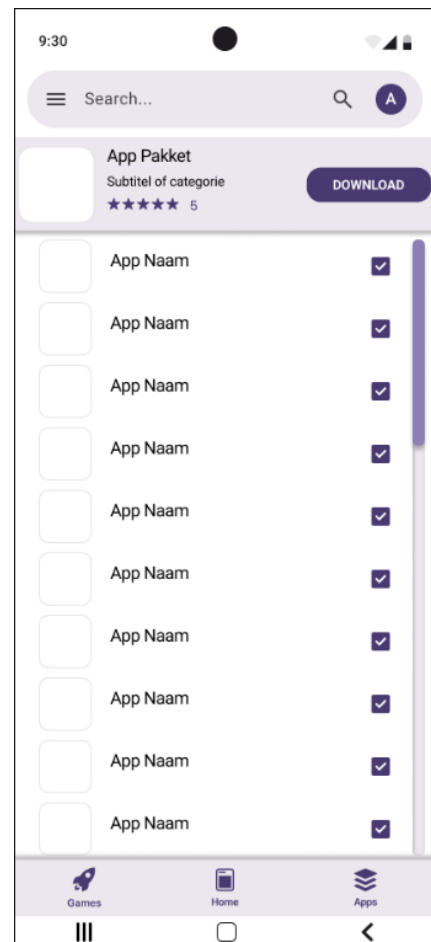 9:30
Search...
A
App Pakket
Subtitel of categorie
5
DOWNLOAD
App Naam
App Naam
App Naam
App Naam
App Naam
App Naam
App Naam
App Naam
App Naam
App Naam
Games
Home
Apps